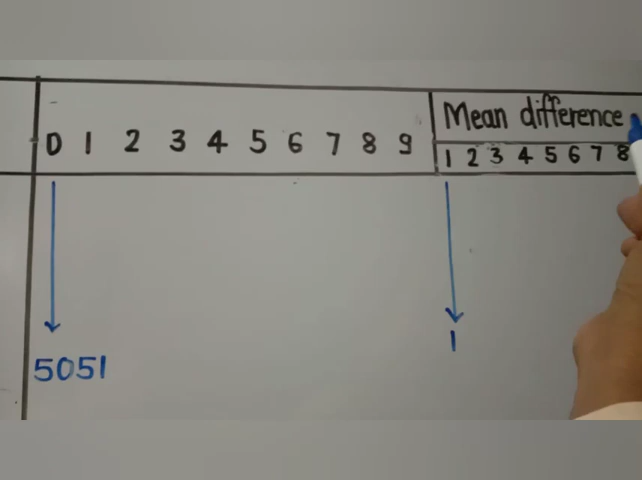 Mean difference
0 1 2 3 4 5 6 7 8 9
1 2 3 4 5 6 7 8
5051
1